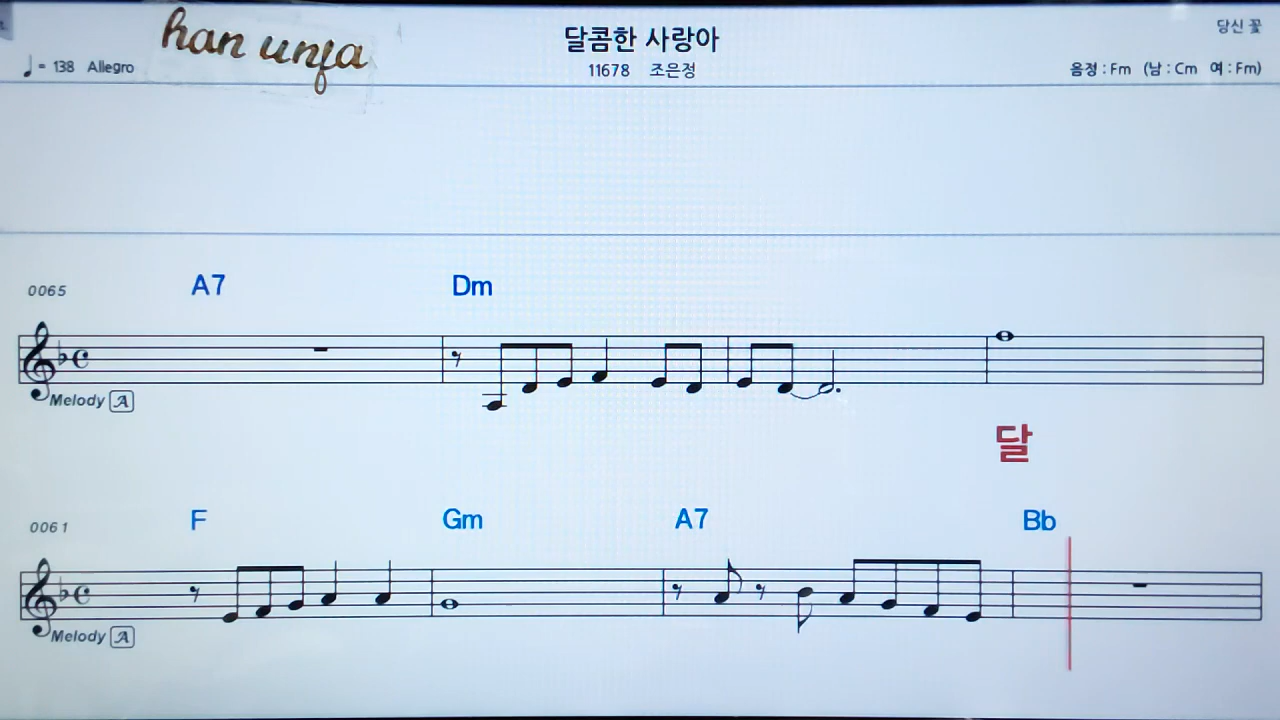 han unja
달콤한 사랑아
당신 꽃
♩ = 138 Allegro
11678 조은정
음정 : Fm (남 : Cm 여 : Fm)
0065
A7 Dm
Melody A
달
0061
F Gm A7 Bb
Melody A